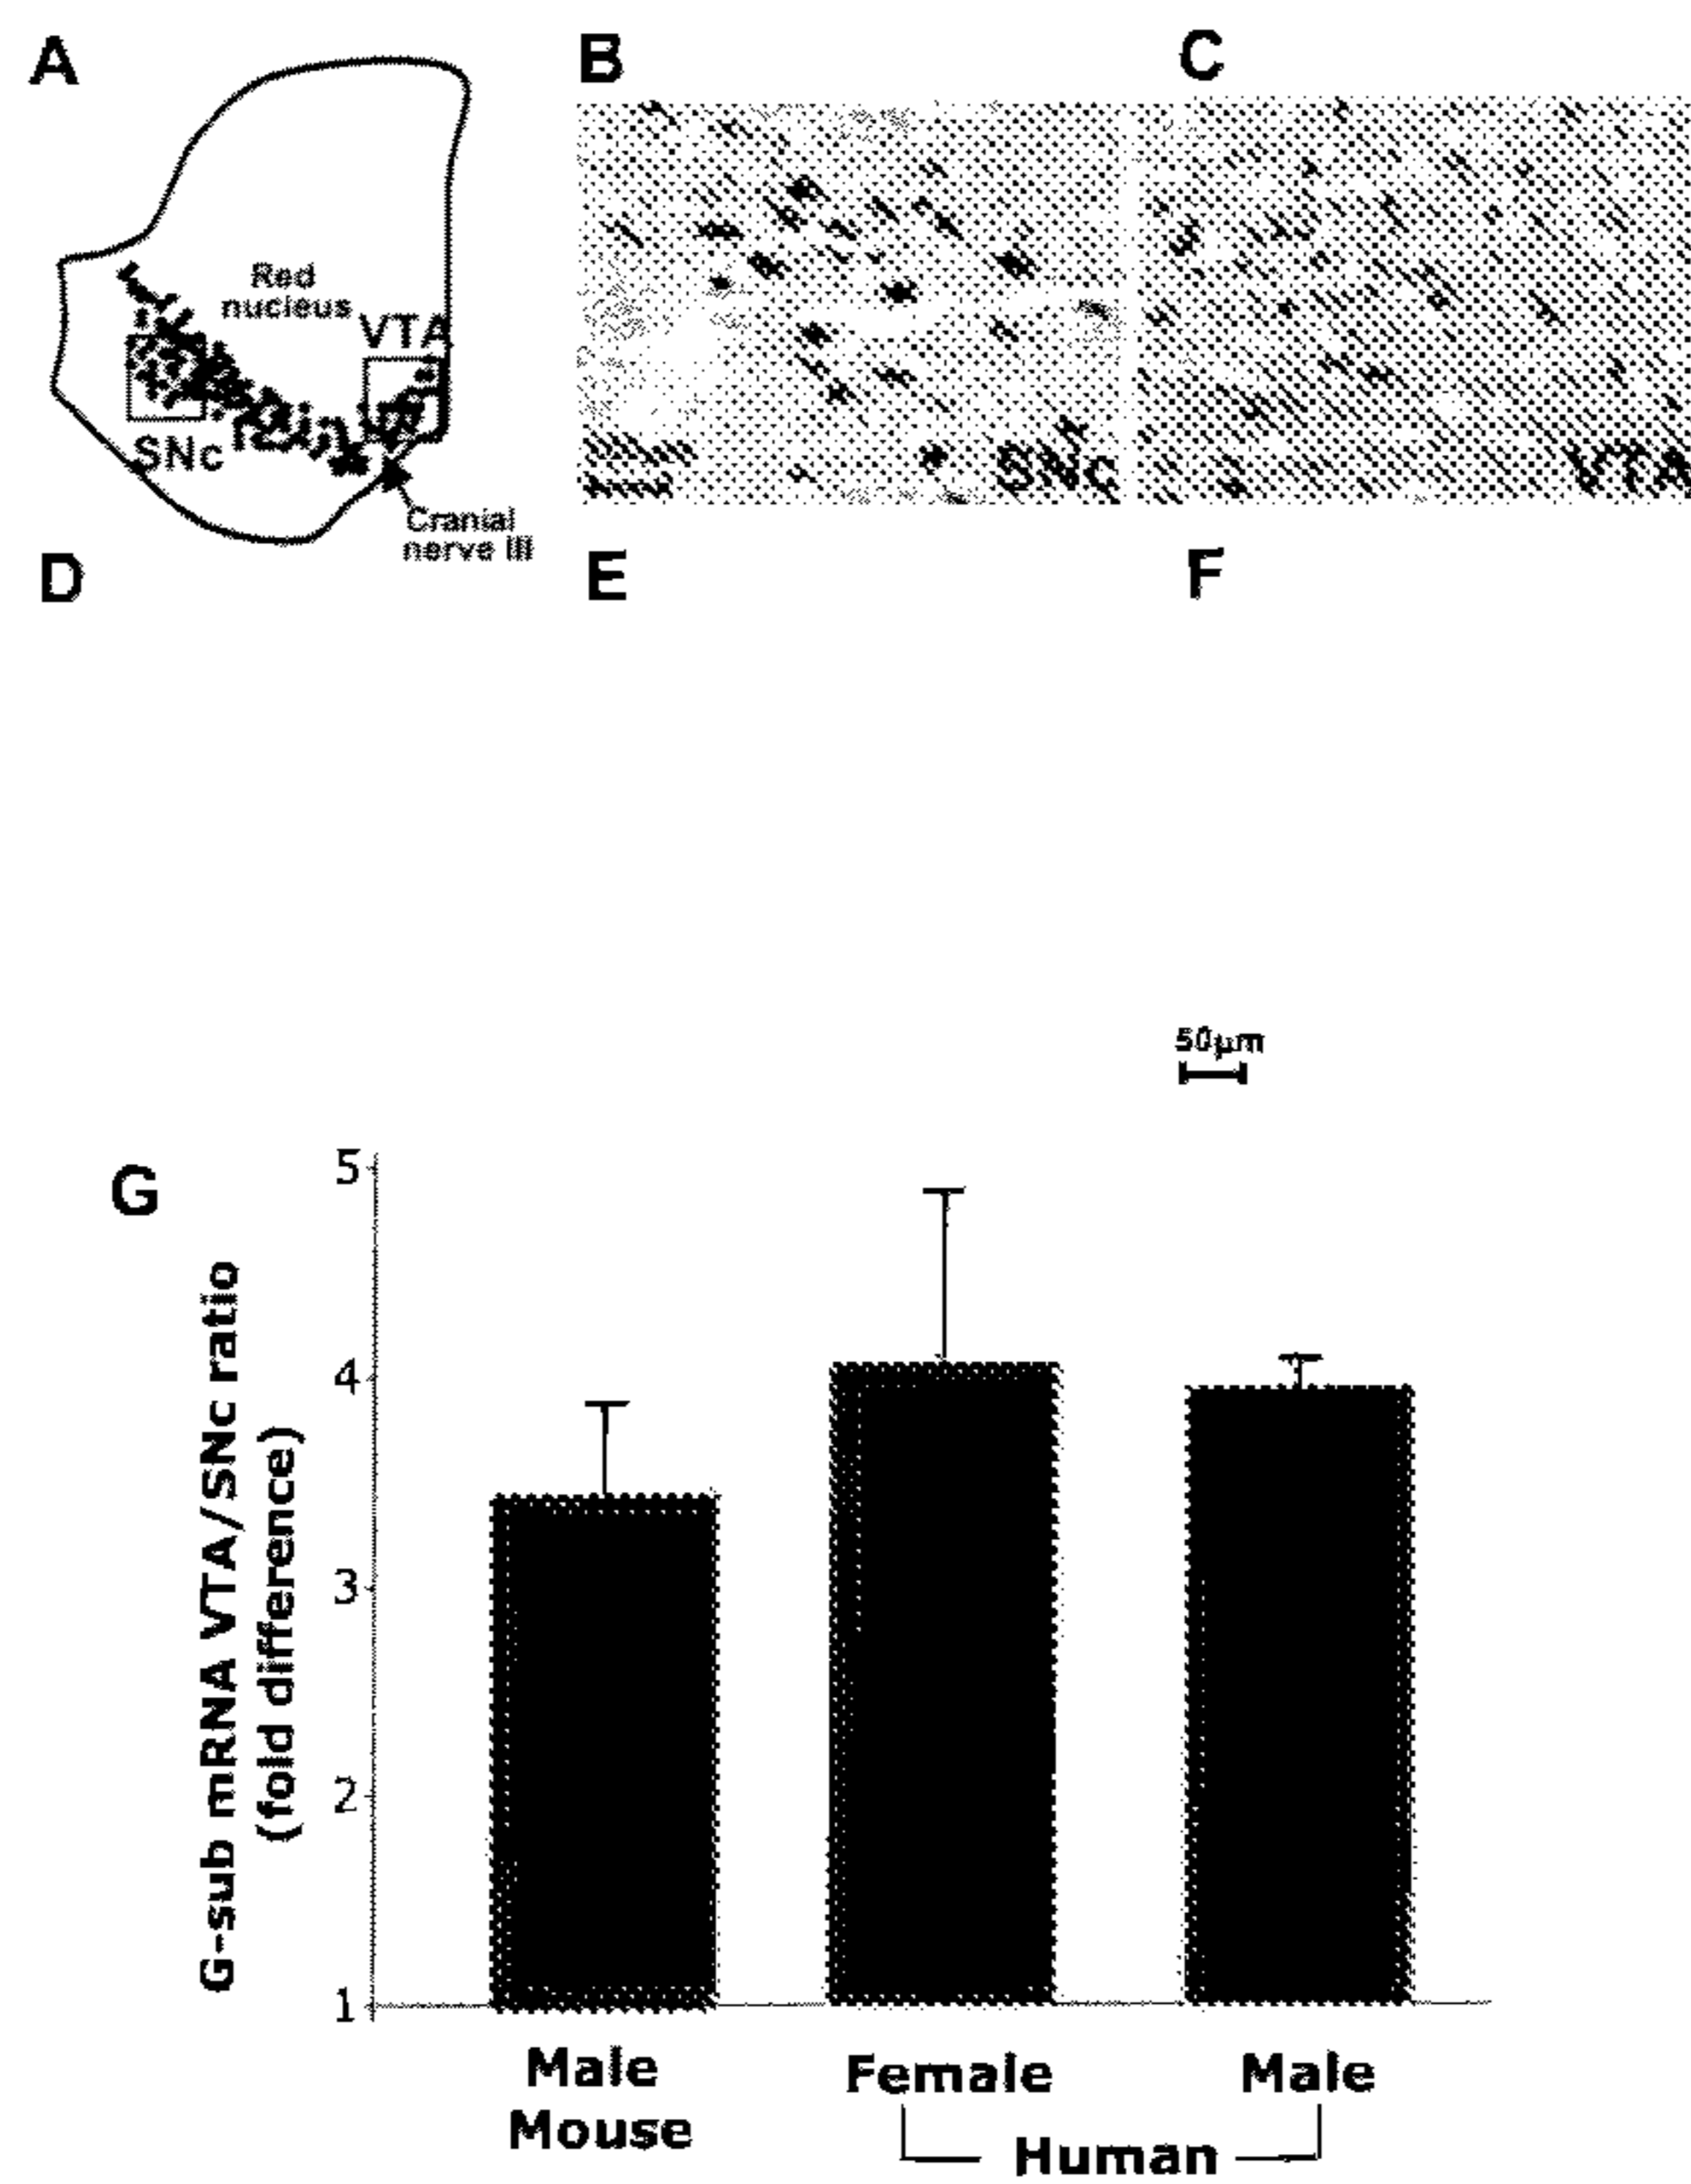 A
B
C
Red
nucleus
VTA
SNc
Cranial
nerve III
SNc
VTA
D
E
F
50µm
G
G-sub mRNA VTA/SNc ratio
(fold difference)
5
4
3
2
1
Male
Mouse
Female
Male
Human